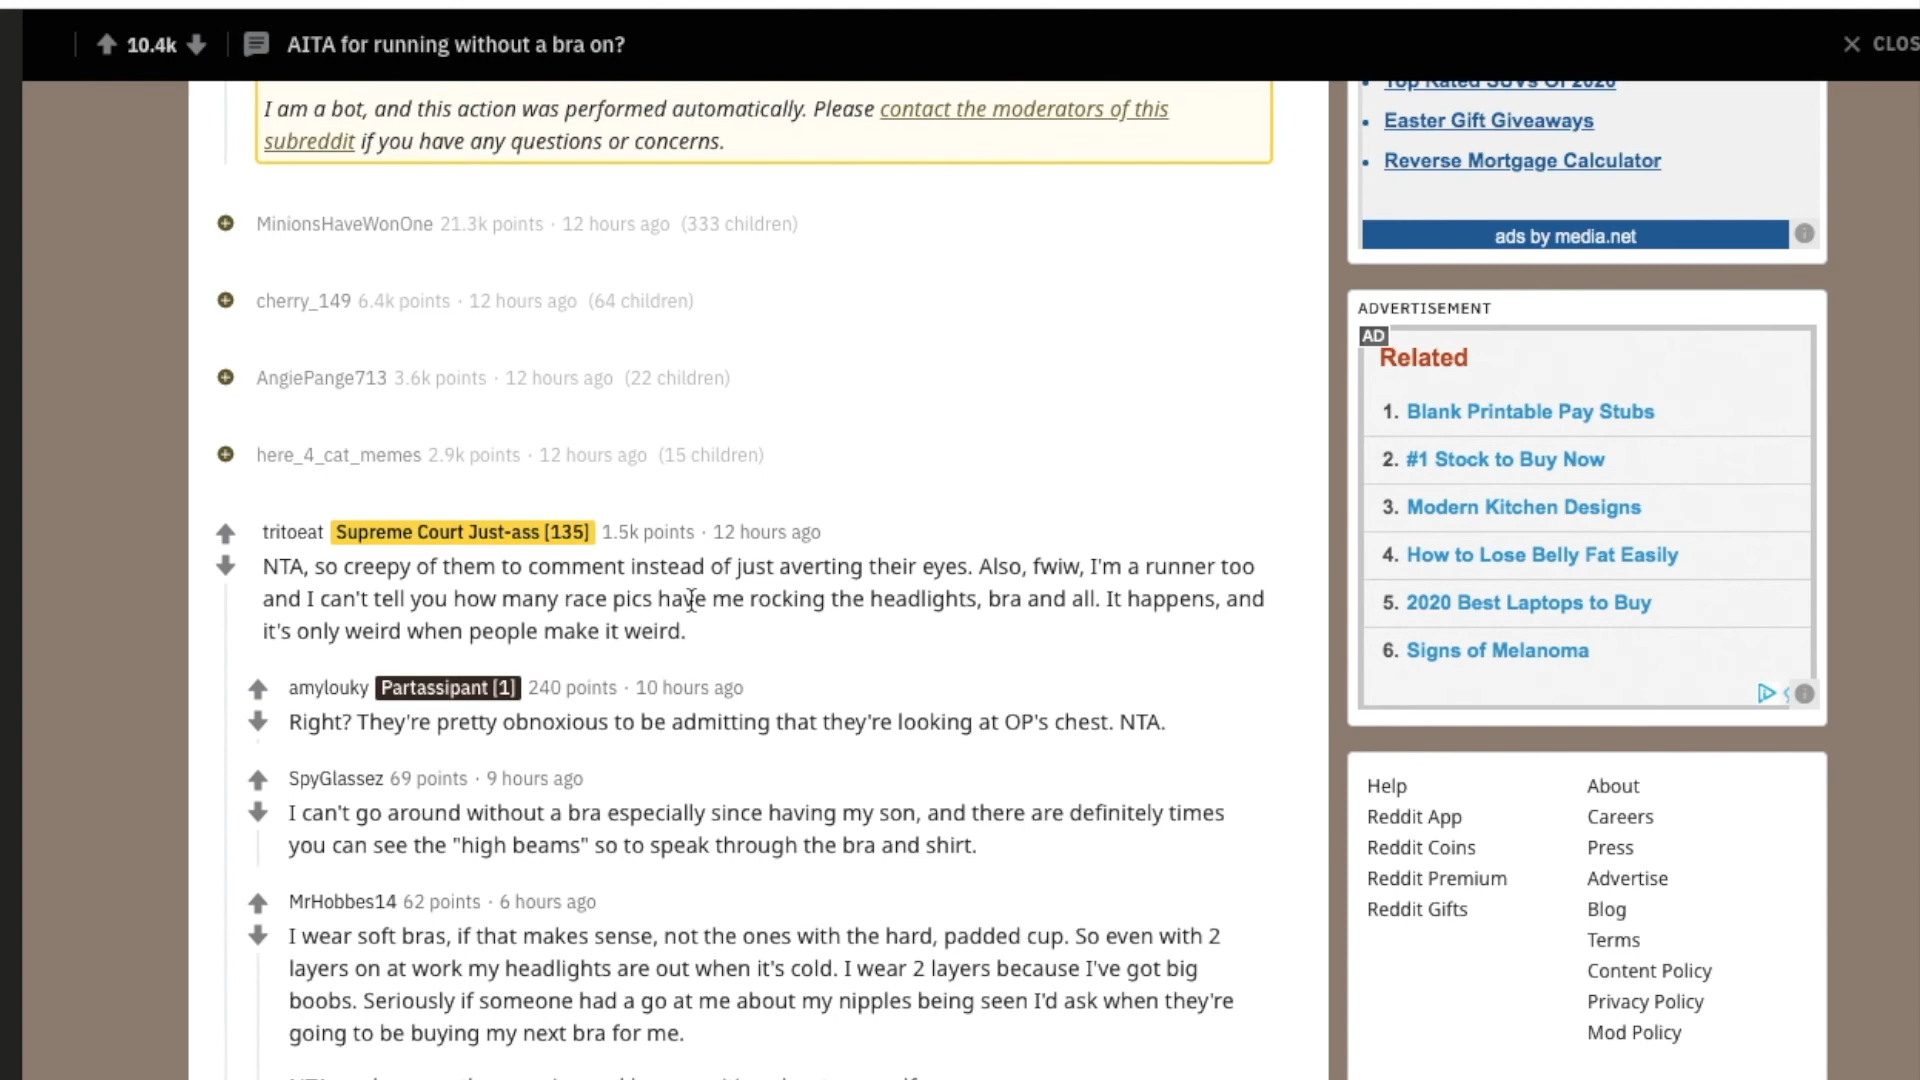 10.4k AITA for running without a bra on? CLOS
I am a bot, and this action was performed automatically. Please contact the moderators of this
subreddit if you have any questions or concerns.
MinionsHaveWonOne 21.3k points · 12 hours ago (333 children)
cherry_149 6.4k points · 12 hours ago (64 children)
AngiePange713 3.6k points · 12 hours ago (22 children)
here_4_cat_memes 2.9k points · 12 hours ago (15 children)
tritoeat Supreme Court Just-ass [135] 1.5k points · 12 hours ago
NTA, so creepy of them to comment instead of just averting their eyes. Also, fwiw, I'm a runner too
and I can't tell you how many race pics have me rocking the headlights, bra and all. It happens, and
it's only weird when people make it weird.
amylouky Partassipant [1] 240 points · 10 hours ago
Right? They're pretty obnoxious to be admitting that they're looking at OP's chest. NTA.
SpyGlassez 69 points · 9 hours ago
I can't go around without a bra especially since having my son, and there are definitely times
you can see the "high beams" so to speak through the bra and shirt.
MrHobbes14 62 points · 6 hours ago
I wear soft bras, if that makes sense, not the ones with the hard, padded cup. So even with 2
layers on at work my headlights are out when it's cold. I wear 2 layers because I've got big
boobs. Seriously if someone had a go at me about my nipples being seen I'd ask when they're
going to be buying my next bra for me.
Top Rated SUVs Of 2020
Easter Gift Giveaways
Reverse Mortgage Calculator
ads by media.net
ADVERTISEMENT
AD
Related
1. Blank Printable Pay Stubs
2. #1 Stock to Buy Now
3. Modern Kitchen Designs
4. How to Lose Belly Fat Easily
5. 2020 Best Laptops to Buy
6. Signs of Melanoma
Help About
Reddit App Careers
Reddit Coins Press
Reddit Premium Advertise
Reddit Gifts Blog
Terms
Content Policy
Privacy Policy
Mod Policy